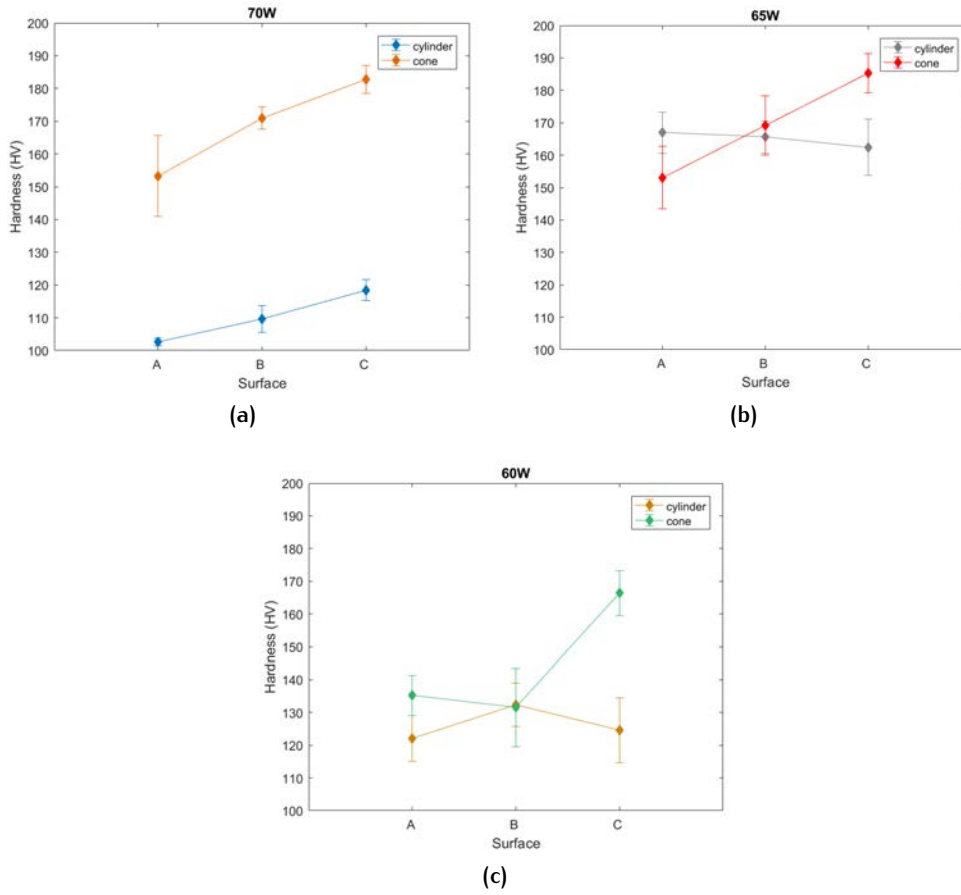 70W
200
190
180
170
160
150
140
130
120
110
100
Hardness (HV)
A B C
Surface
cylinder
cone
(a)
65W
200
190
180
170
160
150
140
130
120
110
100
Hardness (HV)
A B C
Surface
cylinder
cone
(b)
60W
200
190
180
170
160
150
140
130
120
110
100
Hardness (HV)
A B C
Surface
cylinder
cone
(c)